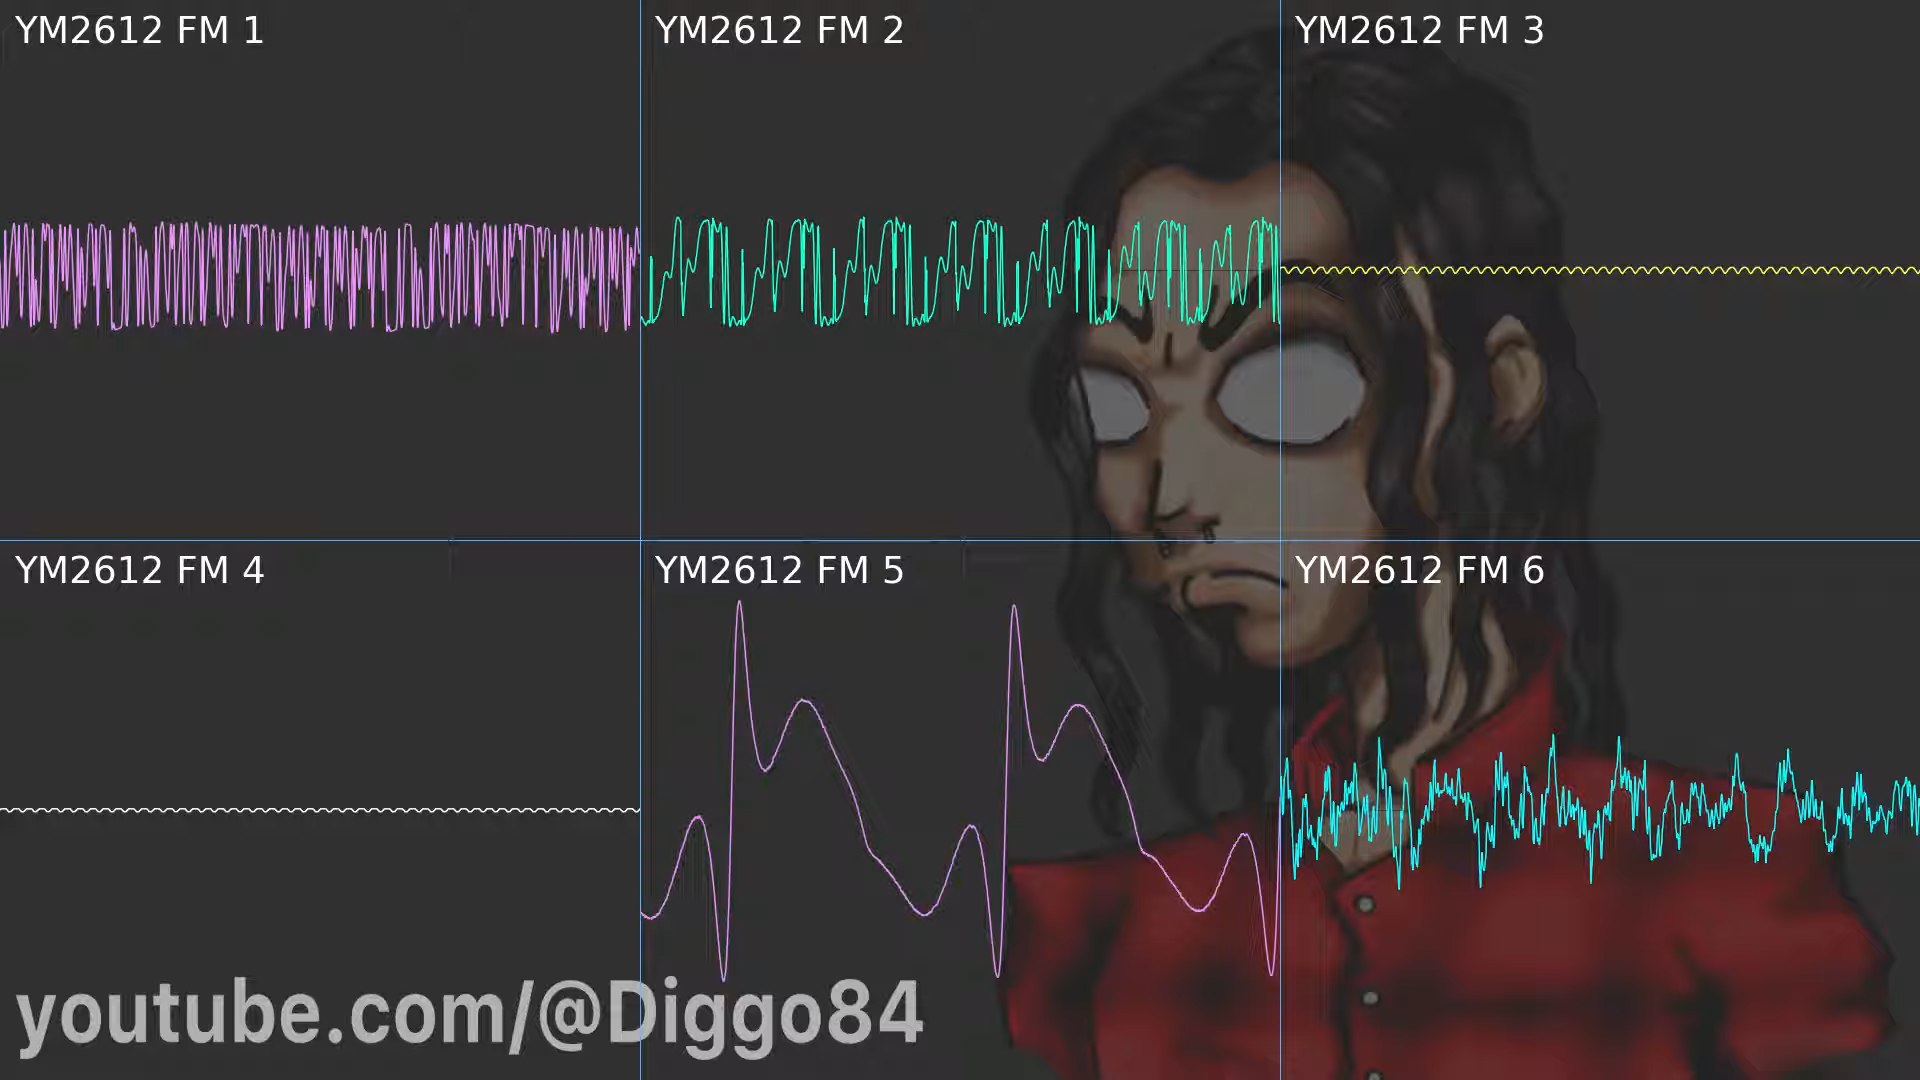 YM2612 FM 1
YM2612 FM 2
YM2612 FM 3
YM2612 FM 4
YM2612 FM 5
YM2612 FM 6
youtube.com/@Diggo84